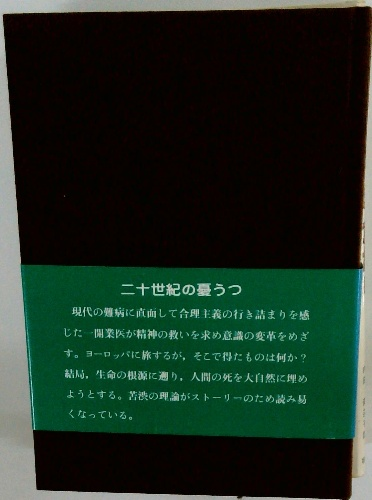 二十世紀の憂うつ
現代の難病に直面して合理主義の行き詰まりを感
じた一開業医が精神の救いを求め意識の変革をめざ
す。ヨーロッパに旅するが，そこで得たものは何か？
結局，生命の根源に遡り，人間の死を大自然に埋め
ようとする。苦渋の理論がストーリーのため読み易
くなっている。